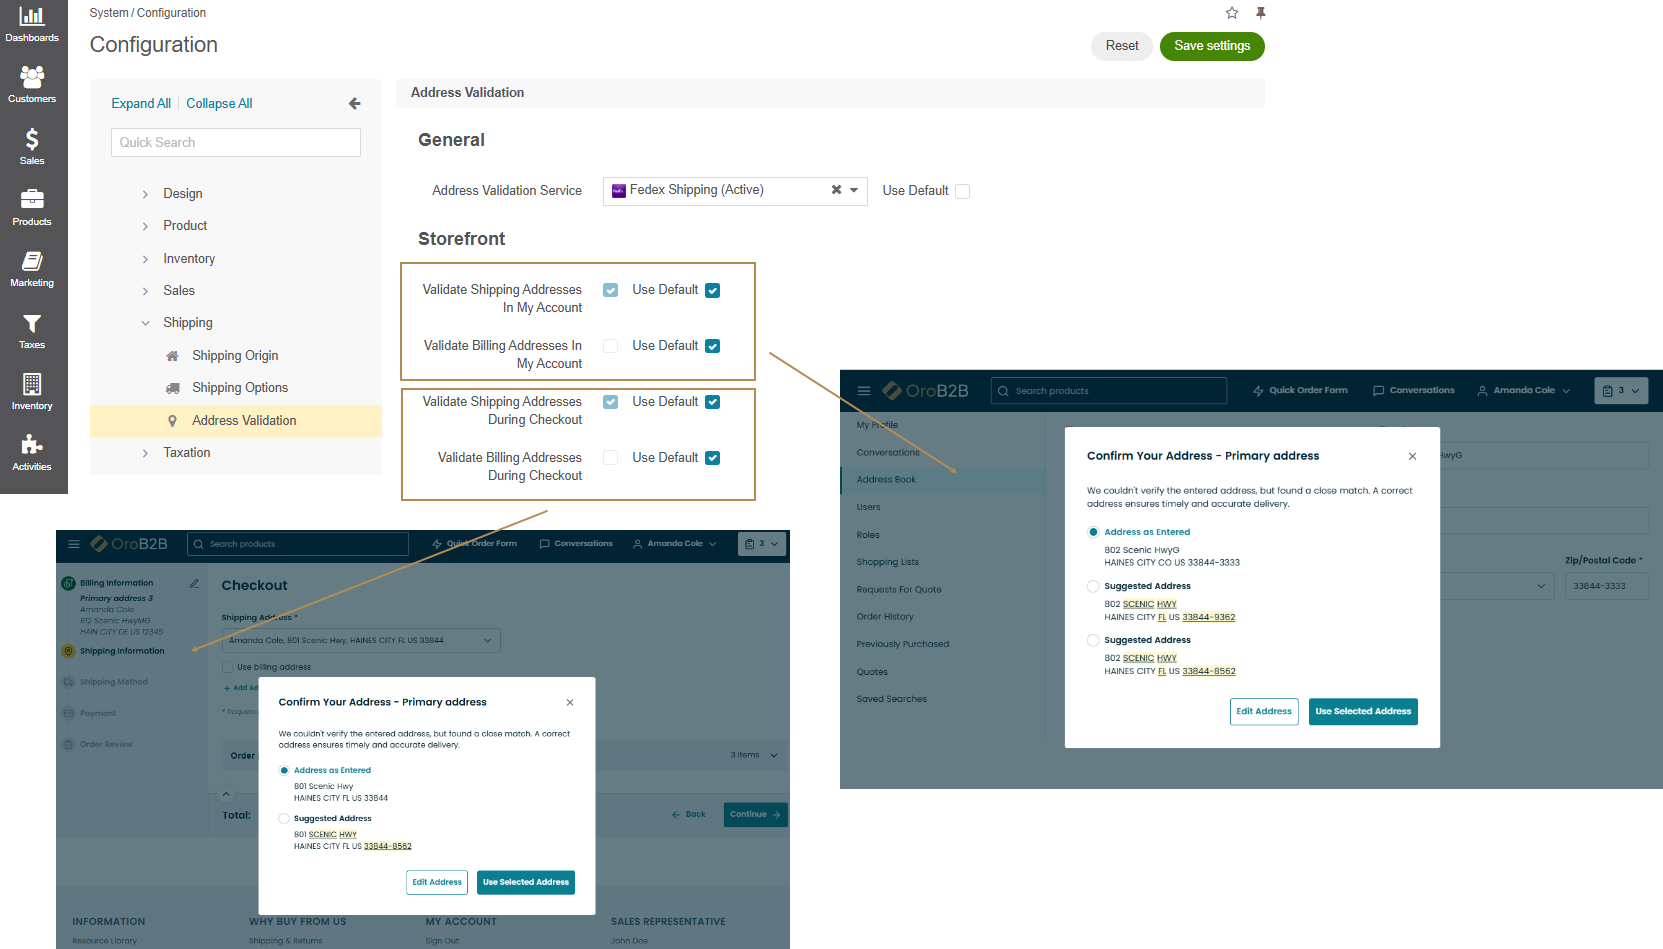 System / Configuration
Configuration
Reset
Save settings
Dashboards
Customers
Sales
Products
Marketing
Taxes
Inventory
Activities
Expand All
Collapse All
Quick Search
Design
Product
Inventory
Sales
Shipping
Shipping Origin
Shipping Options
Address Validation
Taxation
Address Validation
General
Address Validation Service
FedEx
Fedex Shipping (Active)
Use Default
Storefront
Validate Shipping Addresses
In My Account
Use Default
Validate Billing Addresses In
My Account
Use Default
Validate Shipping Addresses
During Checkout
Use Default
Validate Billing Addresses
During Checkout
Use Default
OroB2B
Search products
Quick Order Form
Conversations
Amanda Cole
3
Billing Information
Primary address 3
Amanda Cole
812 Scenic HwyMG
HAIN CITY DE US 12345
Shipping Information
Shipping Method
Payment
Order Review
Checkout
Shipping Address *
Amanda Cole, 801 Scenic Hwy, HAINES CITY FL US 33844
Use billing address
+ Add Ad
* Require
Order
3 Items
Total:
Back
Continue
Confirm Your Address - Primary address
We couldn't verify the entered address, but found a close match. A correct
address ensures timely and accurate delivery.
Address as Entered
801 Scenic Hwy
HAINES CITY FL US 33844
Suggested Address
801 SCENIC HWY
HAINES CITY FL US 33844-8562
Edit Address
Use Selected Address
INFORMATION
Resource Library
WHY BUY FROM US
Shipping & Returns
MY ACCOUNT
Sign Out
SALES REPRESENTATIVE
John Doe
OroB2B
Search products
Quick Order Form
Conversations
Amanda Cole
3
My Profile
Conversations
Address Book
Users
Roles
Shopping Lists
Requests For Quote
Order History
Previously Purchased
Quotes
Saved Searches
HwyG
Zip/Postal Code *
33844-3333
Confirm Your Address - Primary address
We couldn't verify the entered address, but found a close match. A correct
address ensures timely and accurate delivery.
Address as Entered
802 Scenic HwyG
HAINES CITY CO US 33844-3333
Suggested Address
802 SCENIC HWY
HAINES CITY FL US 33844-9362
Suggested Address
802 SCENIC HWY
HAINES CITY FL US 33844-8562
Edit Address
Use Selected Address